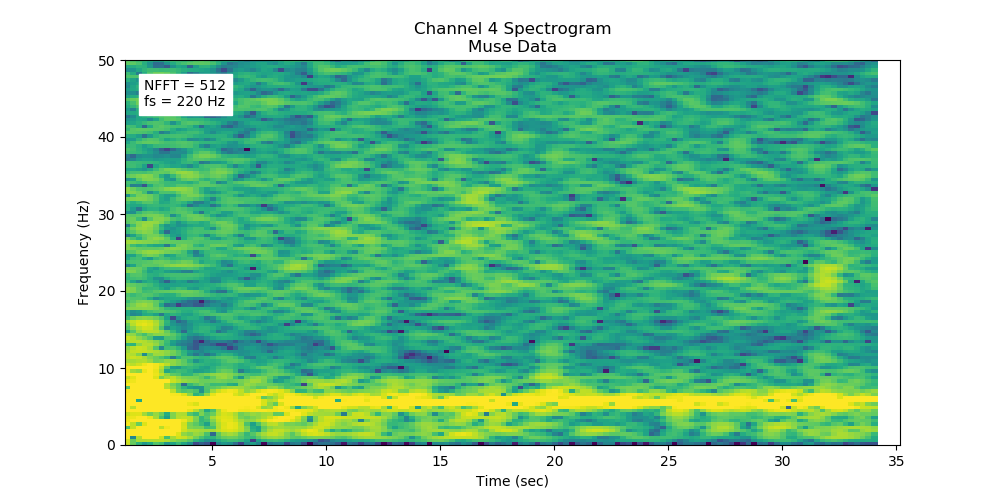 Channel 4 Spectrogram
Muse Data
NFFT = 512
fs = 220 Hz
50
40
30
20
10
0
Frequency (Hz)
5
10
15
20
25
30
35
Time (sec)